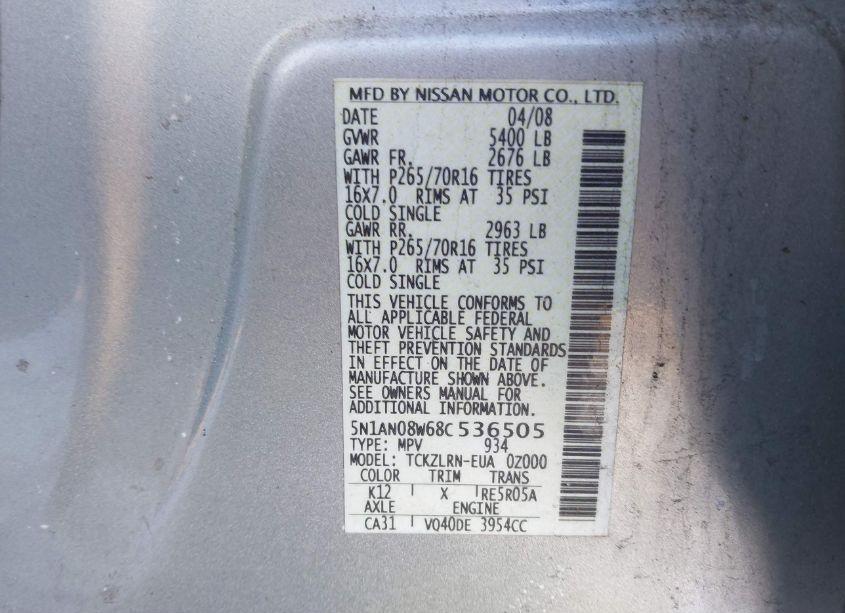 MFD BY NISSAN MOTOR CO., LTD.
DATE 04/08
GVWR 5400 LB
GAWR FR. 2676 LB
WITH P265/70R16 TIRES
16X7.0 RIMS AT 35 PSI
COLD SINGLE
GAWR RR. 2963 LB
WITH P265/70R16 TIRES
16X7.0 RIMS AT 35 PSI
COLD SINGLE
THIS VEHICLE CONFORMS TO
ALL APPLICABLE FEDERAL
MOTOR VEHICLE SAFETY AND
THEFT PREVENTION STANDARDS
IN EFFECT ON THE DATE OF
MANUFACTURE SHOWN ABOVE.
SEE OWNERS MANUAL FOR
ADDITIONAL INFORMATION.
5N1AN08W68C536505
TYPE: MPV 934
MODEL: TCKZLRN-EUA 0Z000
COLOR TRIM TRANS
K12 X RE5R05A
AXLE ENGINE
CA31 VQ40DE 3954CC